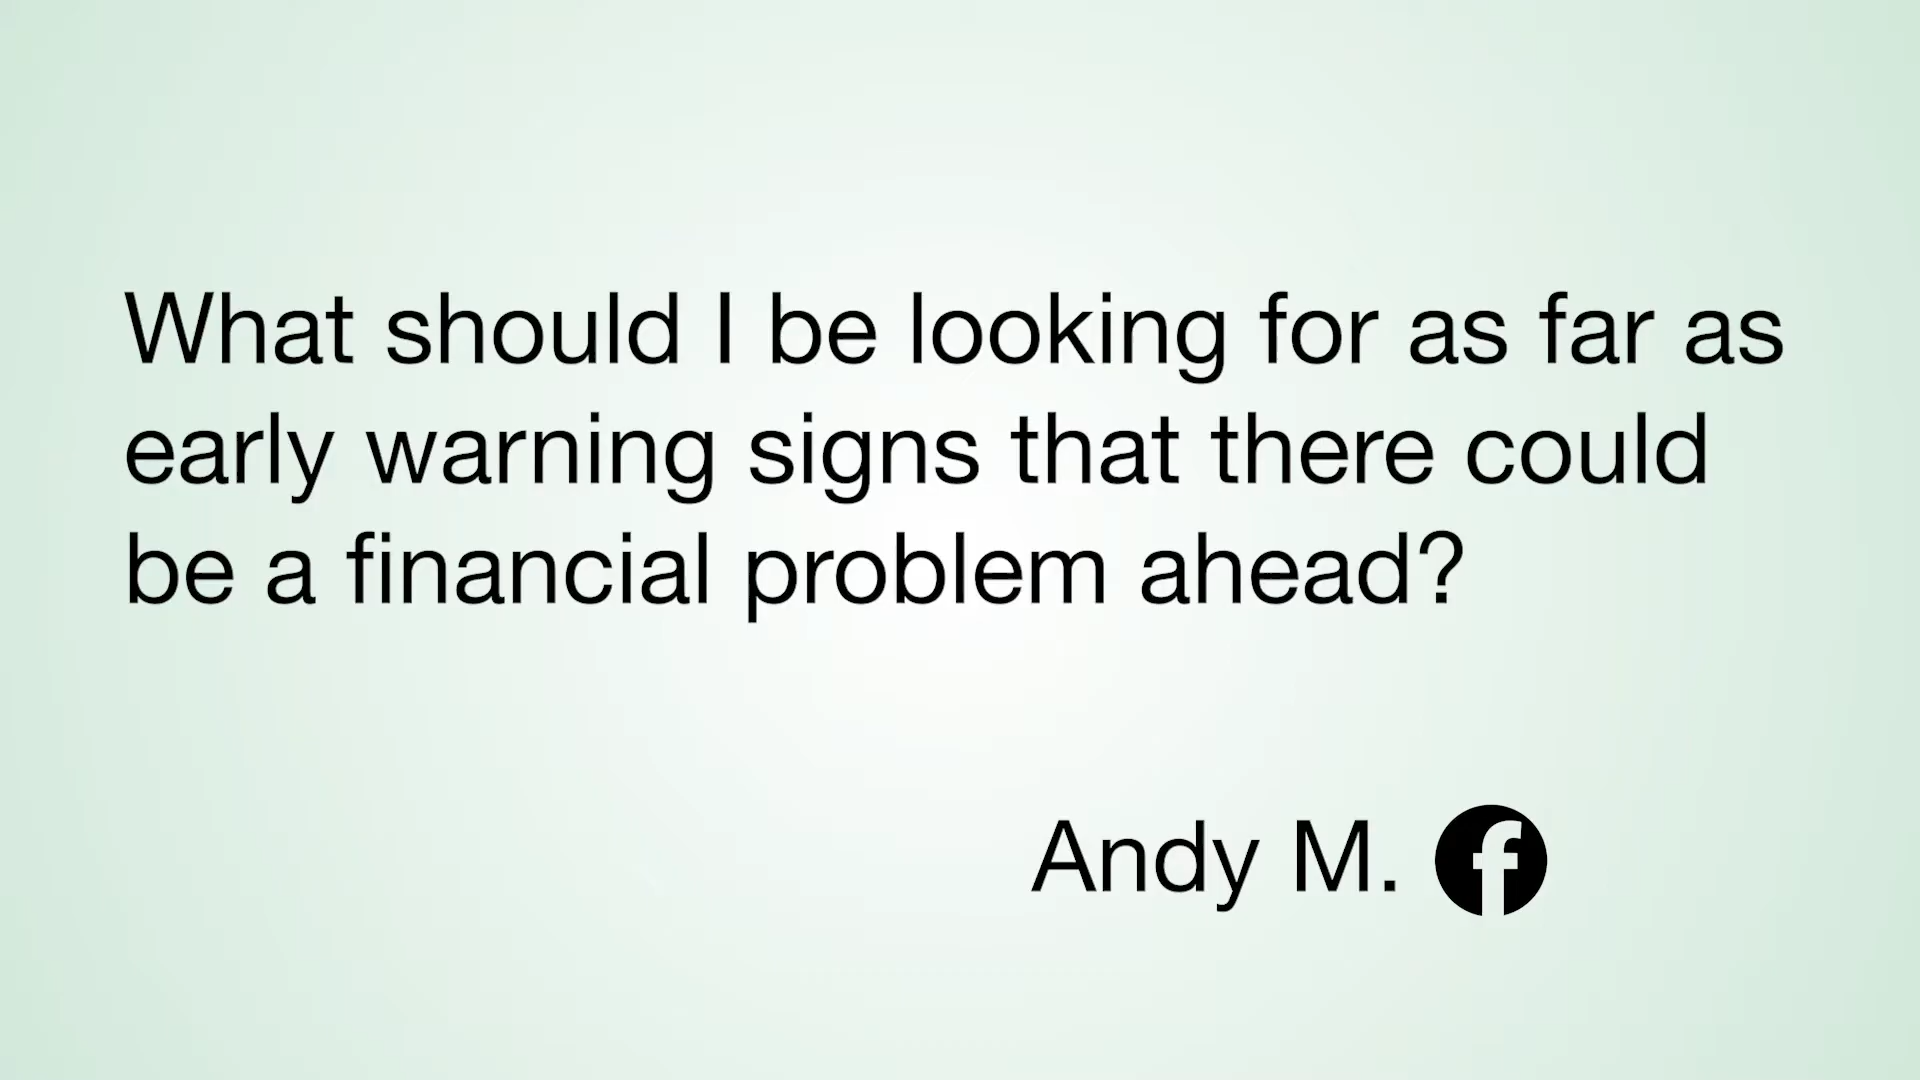 What should I be looking for as far as
early warning signs that there could
be a financial problem ahead?
Andy M.